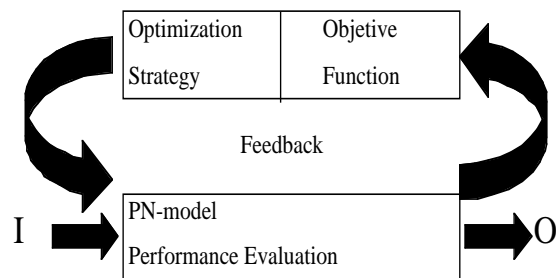 Optimization Strategy
Objetive Function
Feedback
I
PN-model
Performance Evaluation
O